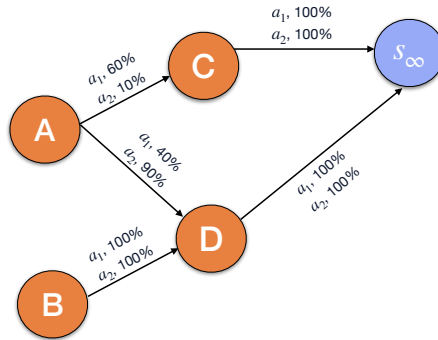 a₁, 100%
a₂, 100%
C
s∞
a₁, 60%
a₂, 10%
A
a₁, 40%
a₂, 90%
a₁, 100%
a₂, 100%
D
a₁, 100%
a₂, 100%
B